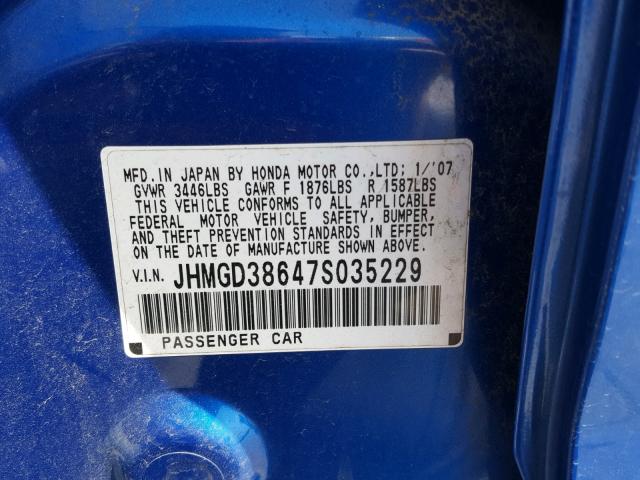 MFD. IN JAPAN BY HONDA MOTOR CO.,LTD; 1/'07
GVWR 3446LBS GAWR F 1876LBS R 1587LBS
THIS VEHICLE CONFORMS TO ALL APPLICABLE
FEDERAL MOTOR VEHICLE SAFETY, BUMPER,
AND THEFT PREVENTION STANDARDS IN EFFECT
ON THE DATE OF MANUFACTURE SHOWN ABOVE.
V.I.N. JHMGD38647S035229
PASSENGER CAR